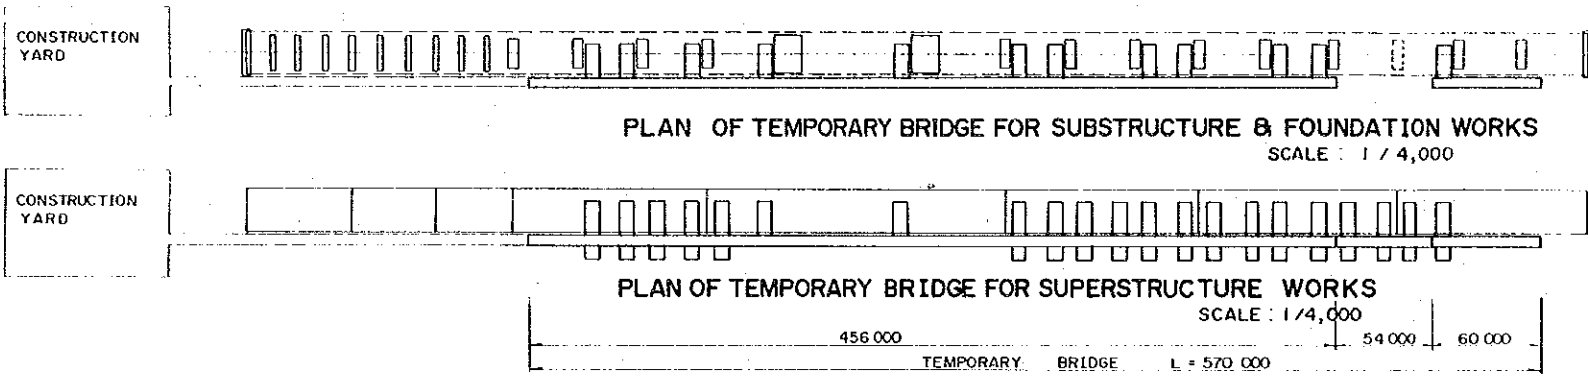 CONSTRUCTION
YARD
PLAN OF TEMPORARY BRIDGE FOR SUBSTRUCTURE & FOUNDATION WORKS
SCALE : 1 / 4,000
CONSTRUCTION
YARD
PLAN OF TEMPORARY BRIDGE FOR SUPERSTRUCTURE WORKS
SCALE : 1/4,000
456 000
54 000
60 000
TEMPORARY BRIDGE L = 570 000